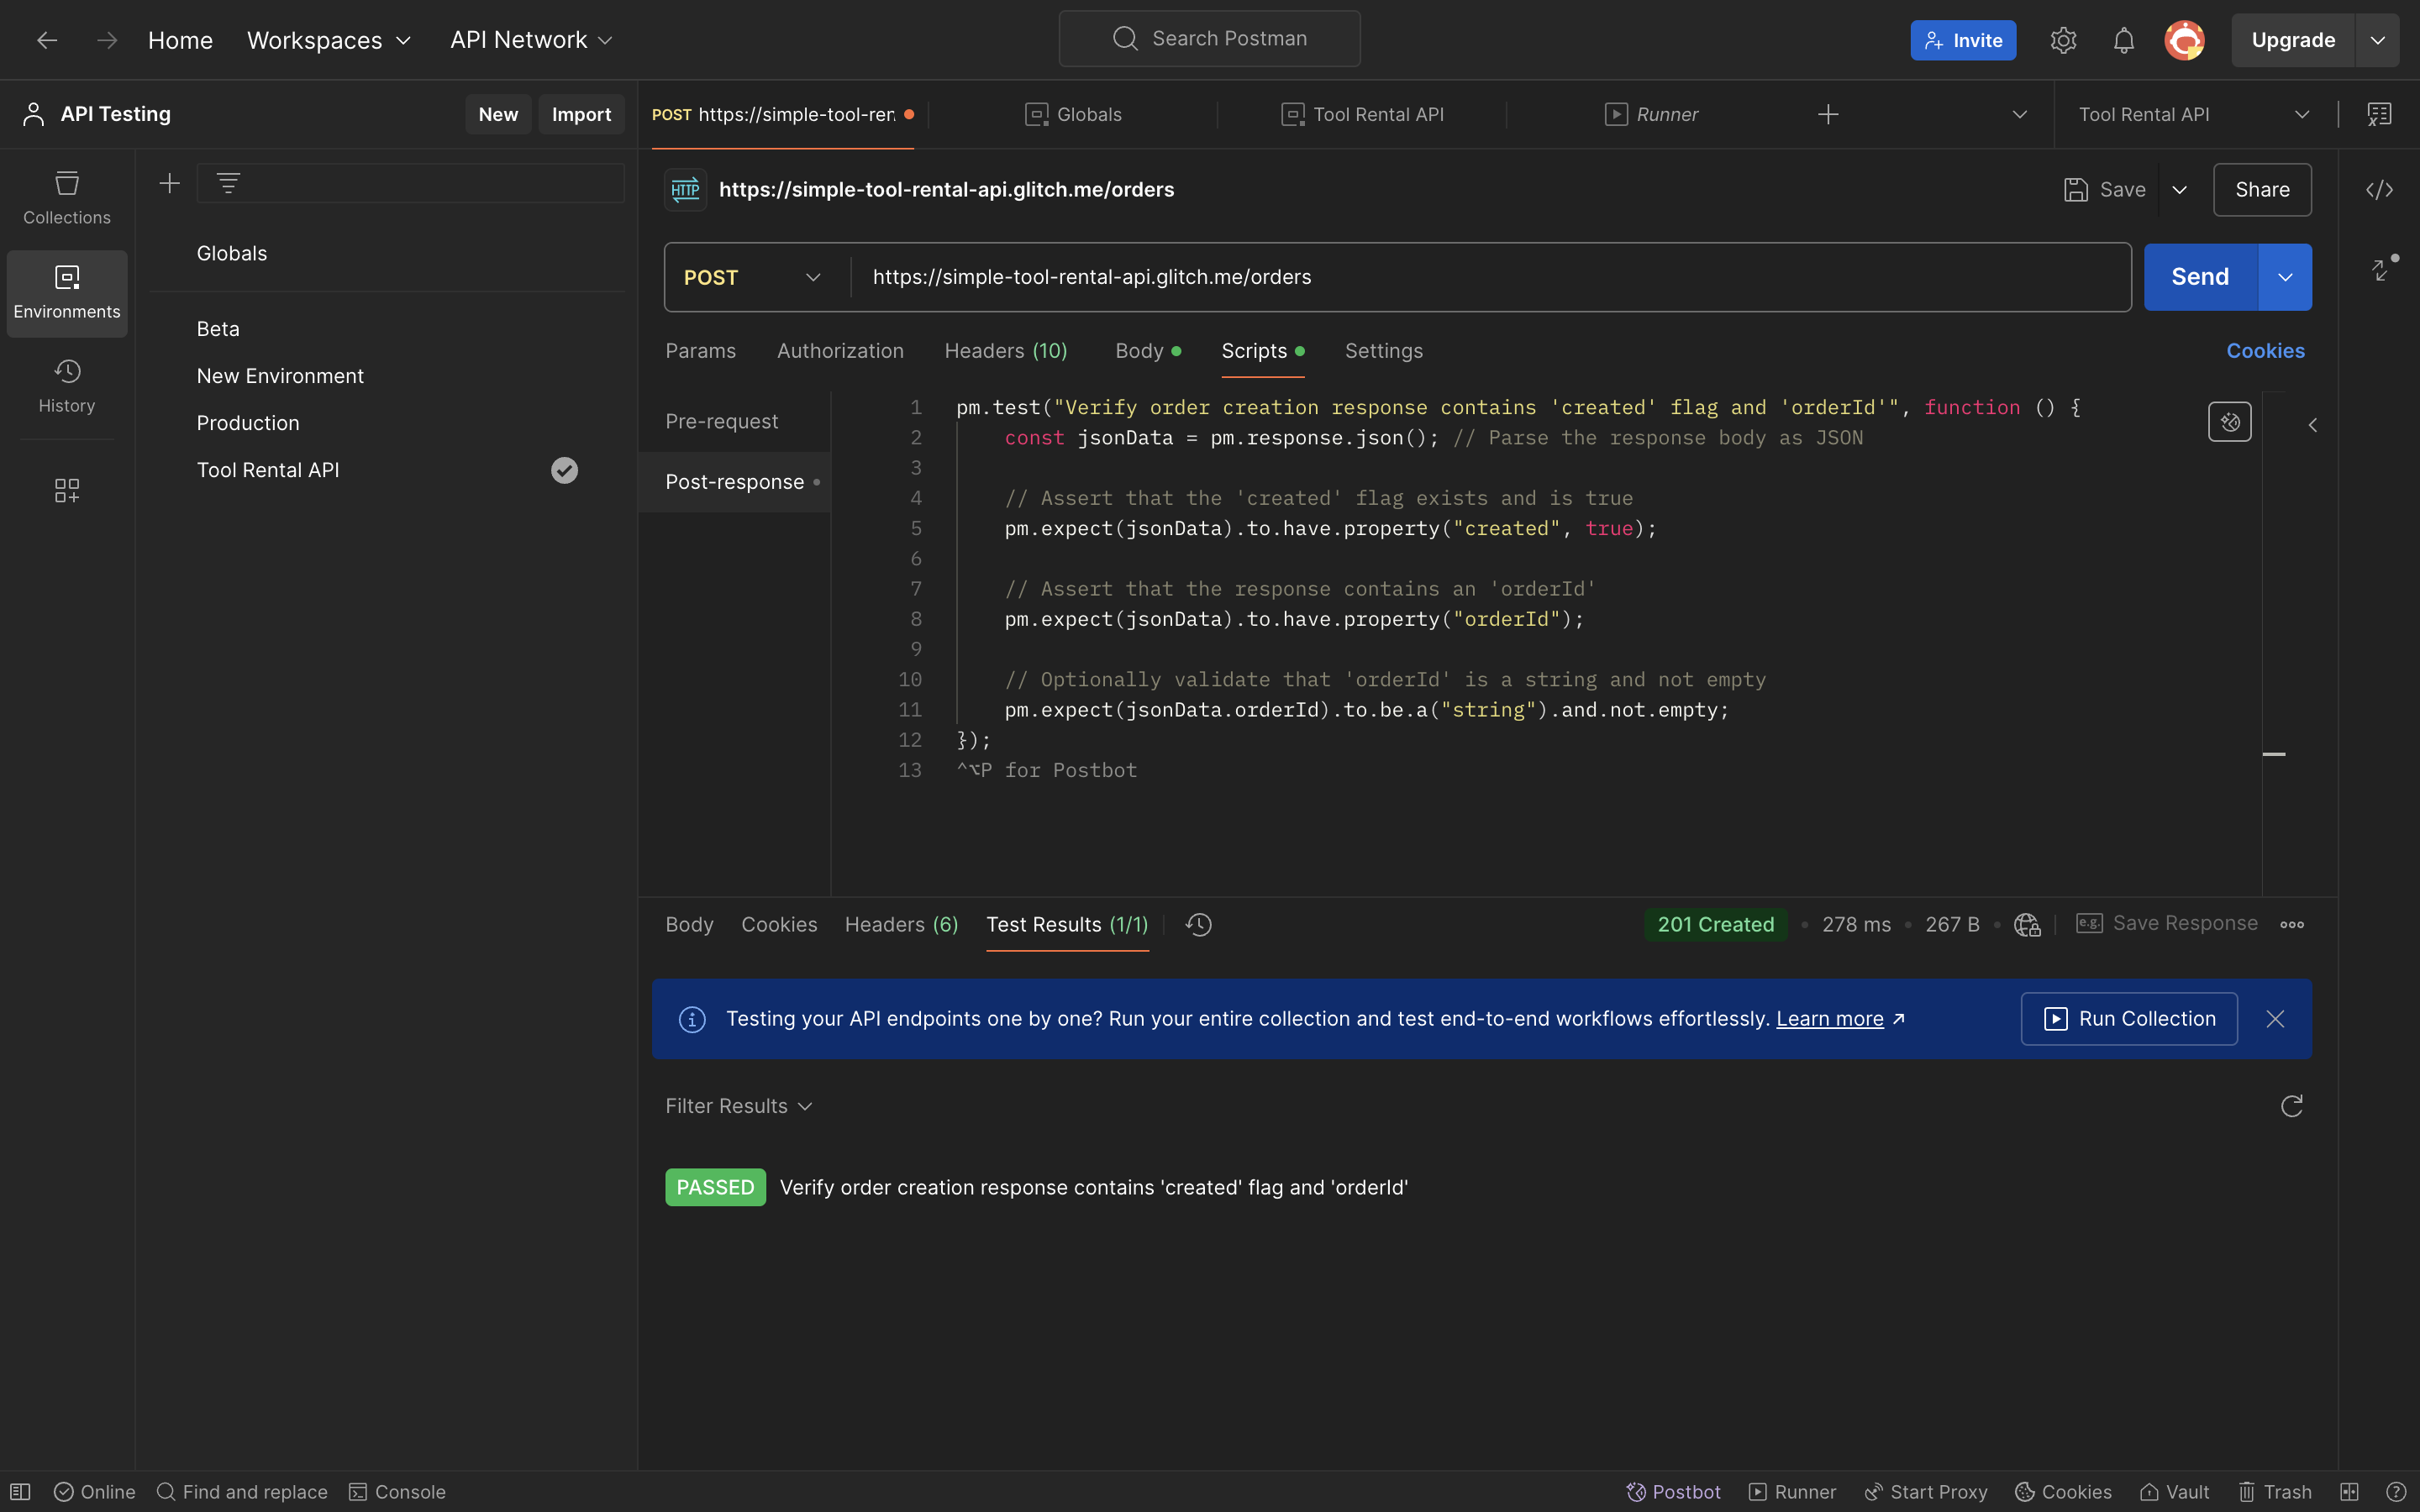 Home
Workspaces
API Network
Search Postman
Invite
Upgrade
API Testing
New
Import
POST https://simple-tool-ren
Globals
Tool Rental API
Runner
Tool Rental API
Collections
Environments
History
Globals
Beta
New Environment
Production
Tool Rental API
HTTP https://simple-tool-rental-api.glitch.me/orders
Save
Share
POST
https://simple-tool-rental-api.glitch.me/orders
Send
Params
Authorization
Headers (10)
Body
Scripts
Settings
Cookies
Pre-request
Post-response
1 pm.test("Verify order creation response contains 'created' flag and 'orderId'", function () {
2 const jsonData = pm.response.json(); // Parse the response body as JSON
3
4 // Assert that the 'created' flag exists and is true
5 pm.expect(jsonData).to.have.property("created", true);
6
7 // Assert that the response contains an 'orderId'
8 pm.expect(jsonData).to.have.property("orderId");
9
10 // Optionally validate that 'orderId' is a string and not empty
11 pm.expect(jsonData.orderId).to.be.a("string").and.not.empty;
12 });
13 ^⌥P for Postbot
Body
Cookies
Headers (6)
Test Results (1/1)
201 Created
278 ms
267 B
e.g. Save Response
Testing your API endpoints one by one? Run your entire collection and test end-to-end workflows effortlessly. Learn more ↗
Run Collection
Filter Results
PASSED Verify order creation response contains 'created' flag and 'orderId'
Online
Find and replace
Console
Postbot
Runner
Start Proxy
Cookies
Vault
Trash